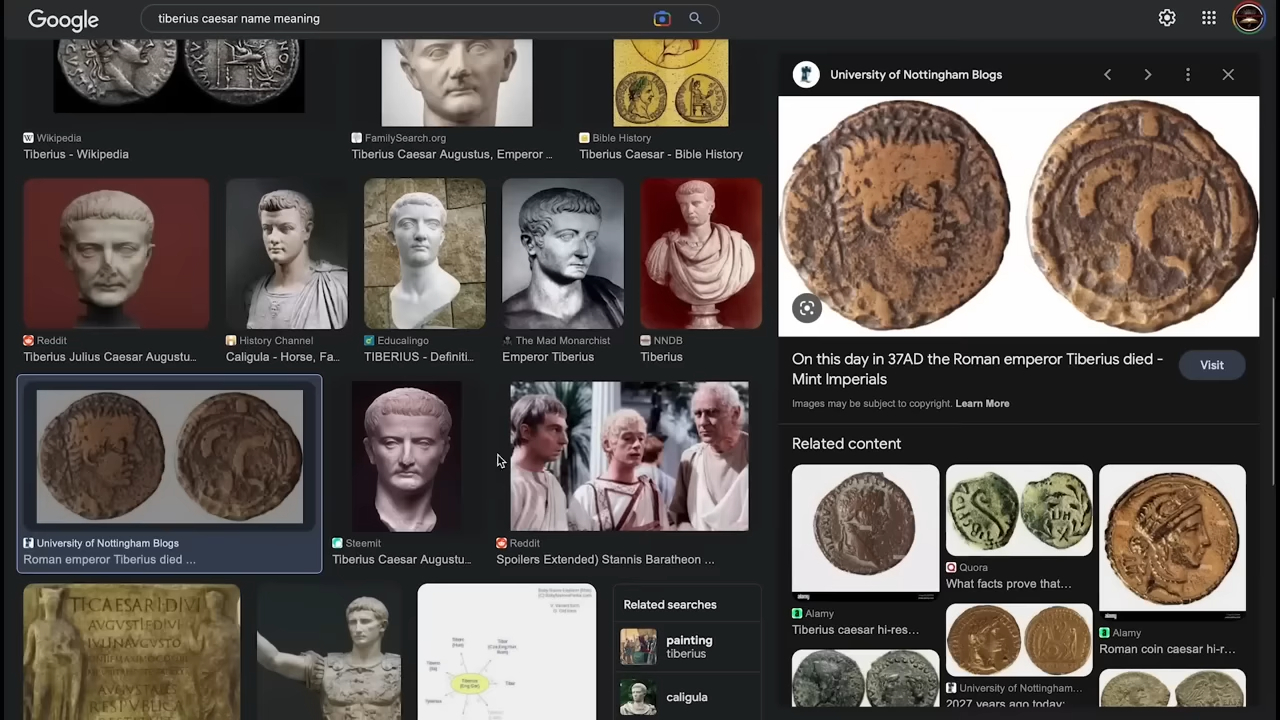 Google
tiberius caesar name meaning
Wikipedia
Tiberius - Wikipedia
FamilySearch.org
Tiberius Caesar Augustus, Emperor ...
Bible History
Tiberius Caesar - Bible History
Reddit
Tiberius Julius Caesar Augustu...
History Channel
Caligula - Horse, Fa...
Educalingo
TIBERIUS - Definiti...
The Mad Monarchist
Emperor Tiberius
NNDB
Tiberius
University of Nottingham Blogs
Roman emperor Tiberius died ...
Steemit
Tiberius Caesar Augustu...
Reddit
Spoilers Extended) Stannis Baratheon ...
Related searches
painting
tiberius
caligula
University of Nottingham Blogs
On this day in 37AD the Roman emperor Tiberius died -
Mint Imperials
Visit
Images may be subject to copyright. Learn More
Related content
Alamy
Tiberius caesar hi-res...
Quora
What facts prove that...
Alamy
Roman coin caesar hi-r...
University of Nottingham...
2027 years ago today: